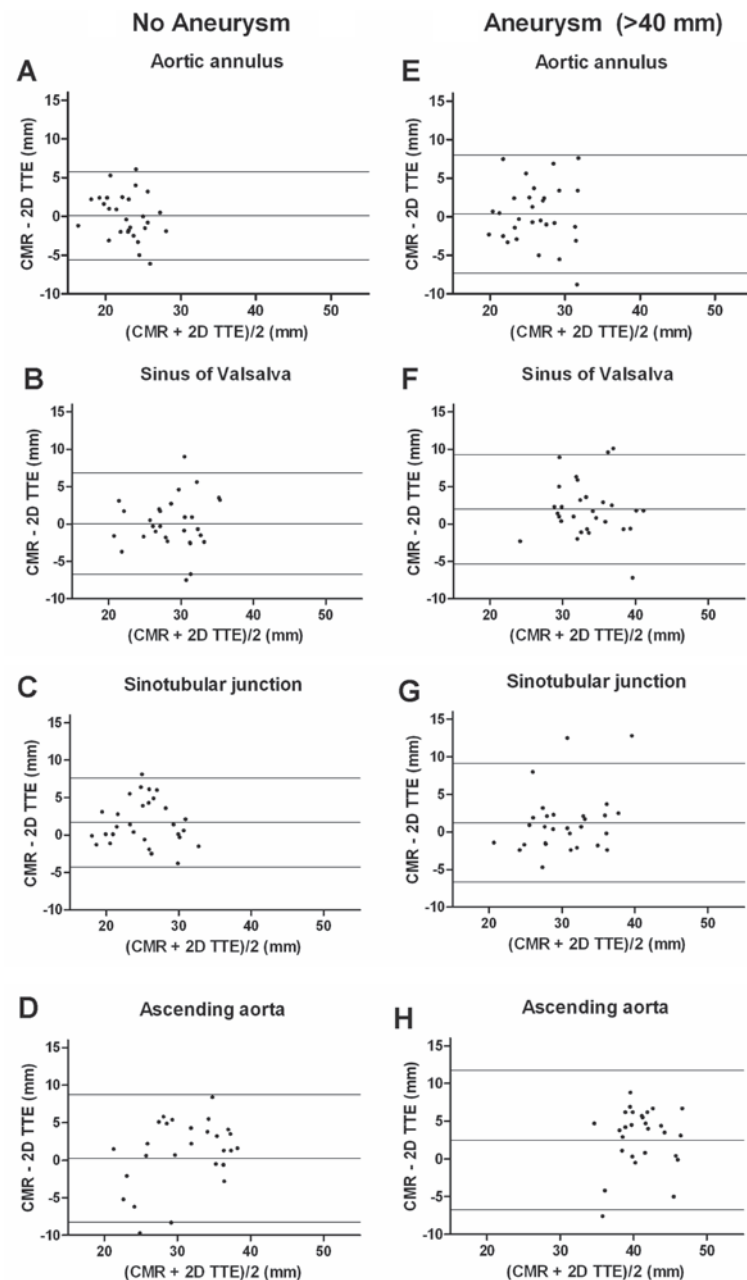 No Aneurysm
Aneurysm (>40 mm)
A
Aortic annulus
15
10
5
0
-5
-10
CMR - 2D TTE (mm)
20 30 40 50
(CMR + 2D TTE)/2 (mm)
E
Aortic annulus
15
10
5
0
-5
-10
CMR - 2D TTE (mm)
20 30 40 50
(CMR + 2D TTE)/2 (mm)
B
Sinus of Valsalva
15
10
5
0
-5
-10
CMR - 2D TTE (mm)
20 30 40 50
(CMR + 2D TTE)/2 (mm)
F
Sinus of Valsalva
15
10
5
0
-5
-10
CMR - 2D TTE (mm)
20 30 40 50
(CMR + 2D TTE)/2 (mm)
C
Sinotubular junction
15
10
5
0
-5
-10
CMR - 2D TTE (mm)
20 30 40 50
(CMR + 2D TTE)/2 (mm)
G
Sinotubular junction
15
10
5
0
-5
-10
CMR - 2D TTE (mm)
20 30 40 50
(CMR + 2D TTE)/2 (mm)
D
Ascending aorta
15
10
5
0
-5
-10
CMR - 2D TTE (mm)
20 30 40 50
(CMR + 2D TTE)/2 (mm)
H
Ascending aorta
15
10
5
0
-5
-10
CMR - 2D TTE (mm)
20 30 40 50
(CMR + 2D TTE)/2 (mm)